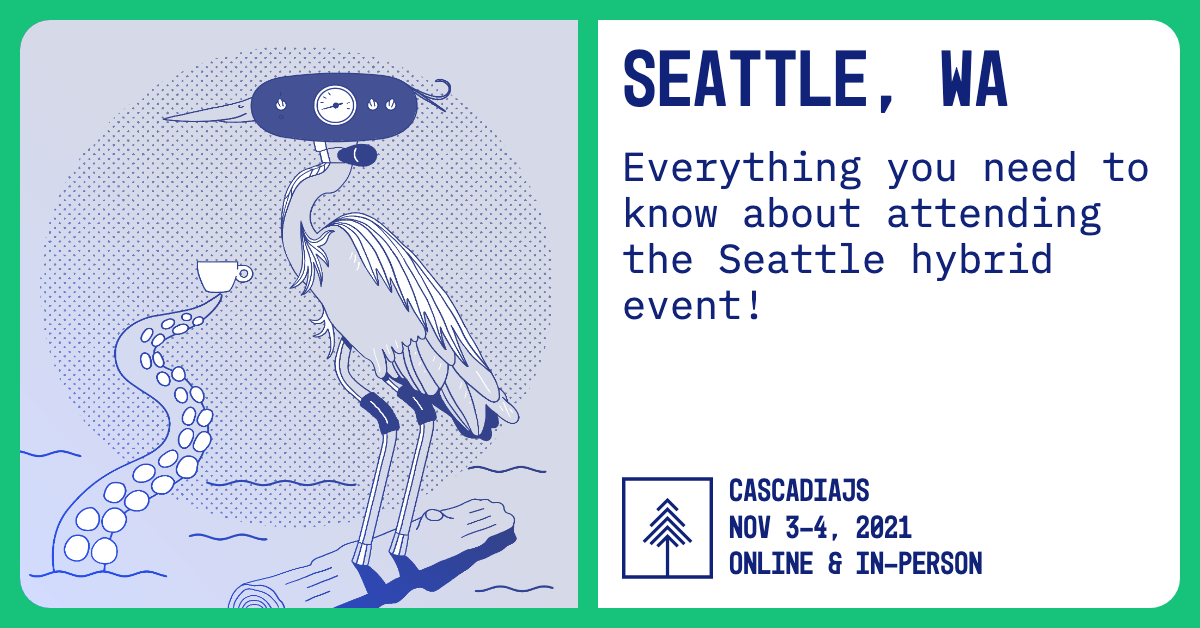 SEATTLE, WA
Everything you need to
know about attending
the Seattle hybrid
event!
CASCADIAJS
NOV 3-4, 2021
ONLINE & IN-PERSON